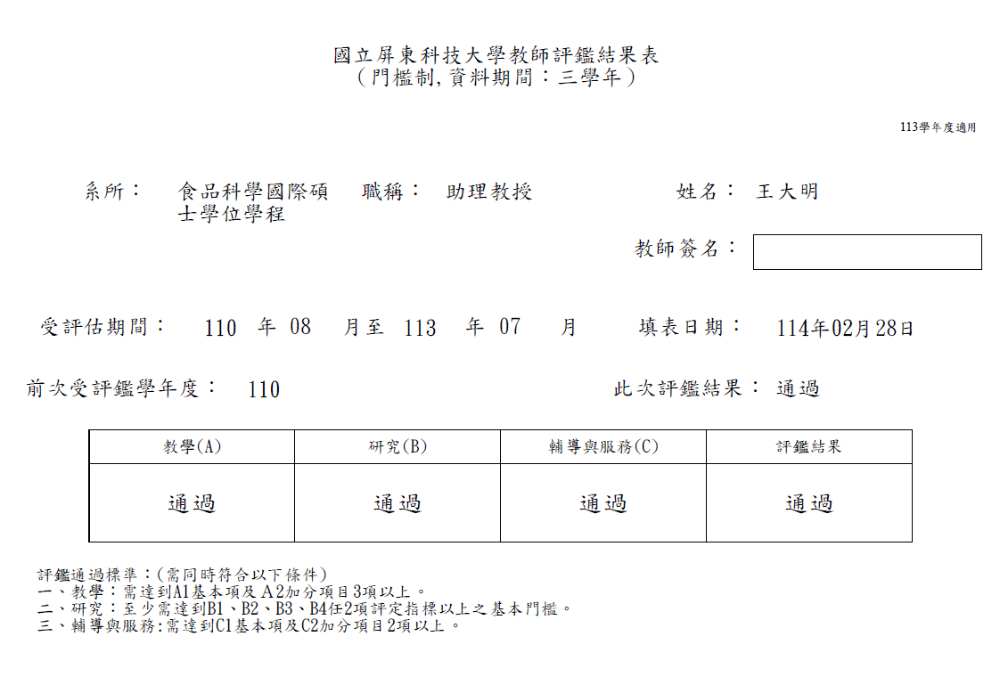 國立屏東科技大學教師評鑑結果表
(門檻制,資料期間：三學年)
113學年度適用
系所： 食品科學國際碩士學位學程 職稱： 助理教授 姓名： 王大明
教師簽名：
受評估期間： 110 年 08 月至 113 年 07 月 填表日期： 114年02月28日
前次受評鑑學年度： 110 此次評鑑結果： 通過
教學(A) 研究(B) 輔導與服務(C) 評鑑結果
通過 通過 通過 通過
評鑑通過標準：(需同時符合以下條件)
一、教學：需達到A1基本項及Ａ2加分項目3項以上。
二、研究：至少需達到B1、B2、B3、B4任2項評定指標以上之基本門檻。
三、輔導與服務:需達到C1基本項及C2加分項目2項以上。